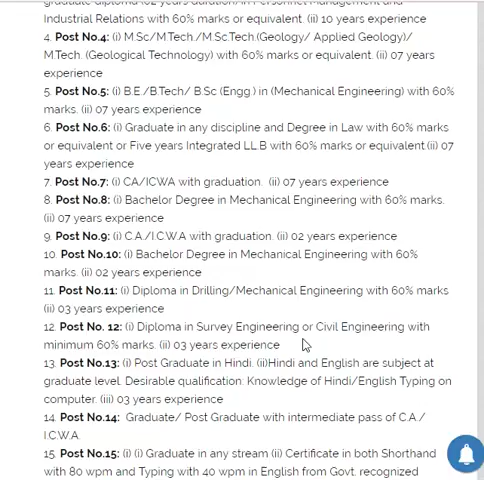 graduate diploma (02 years duration)in Personnel Management and
Industrial Relations with 60% marks or equivalent. (ii) 10 years experience
4. Post No.4: (i) M.Sc/M.Tech./M.Sc.Tech.(Geology/ Applied Geology)/
M.Tech. (Geological Technology) with 60% marks or equivalent. (ii) 07 years
experience
5. Post No.5: (i) B.E./B.Tech/ B.Sc (Engg.) in (Mechanical Engineering) with 60%
marks. (ii) 07 years experience
6. Post No.6: (i) Graduate in any discipline and Degree in Law with 60% marks
or equivalent or Five years Integrated LL.B with 60% marks or equivalent.(ii) 07
years experience
7. Post No.7: (i) CA/ICWA with graduation. (ii) 07 years experience
8. Post No.8: (i) Bachelor Degree in Mechanical Engineering with 60% marks.
(ii) 07 years experience
9. Post No.9: (i) C.A./I.C.W.A with graduation. (ii) 02 years experience
10. Post No.10: (i) Bachelor Degree in Mechanical Engineering with 60%
marks. (ii) 02 years experience
11. Post No.11: (i) Diploma in Drilling/Mechanical Engineering with 60% marks
(ii) 03 years experience
12. Post No. 12: (i) Diploma in Survey Engineering or Civil Engineering with
minimum 60% marks. (ii) 03 years experience
13. Post No.13: (i) Post Graduate in Hindi. (ii)Hindi and English are subject at
graduate level. Desirable qualification: Knowledge of Hindi/English Typing on
computer. (iii) 03 years experience
14. Post No.14: Graduate/ Post Graduate with intermediate pass of C.A./
I.C.W.A.
15. Post No.15: (i) (i) Graduate in any stream (ii) Certificate in both Shorthand
with 80 wpm and Typing with 40 wpm in English from Govt. recognized